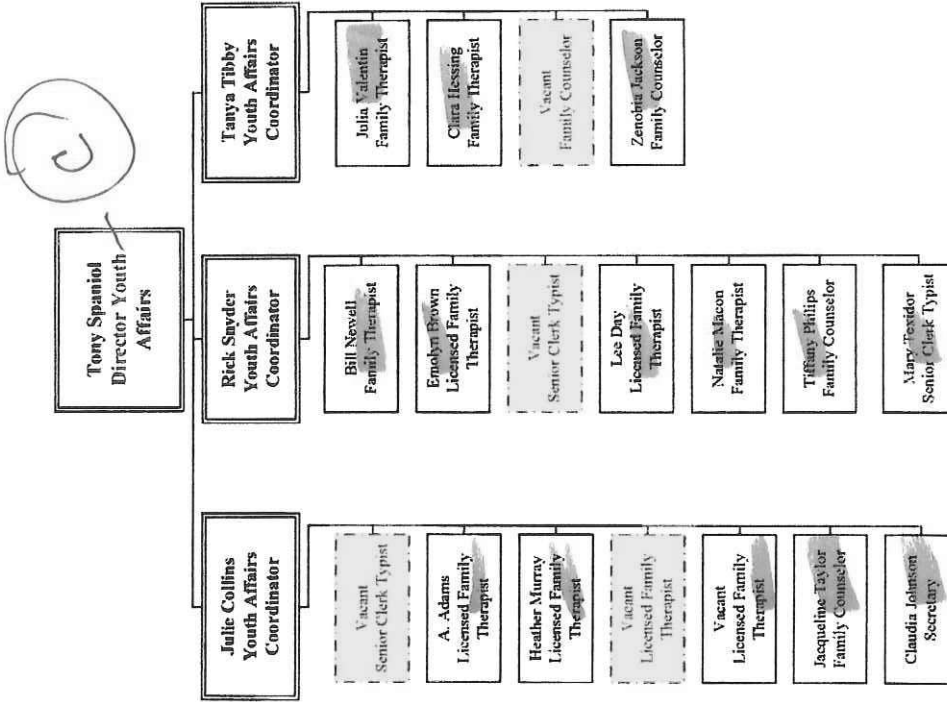 Tony Spaniol
Director Youth
Affairs
Julie Collins
Youth Affairs
Coordinator
Vacant
Senior Clerk Typist
A. Adams
Licensed Family
Therapist
Heather Murray
Licensed Family
Therapist
Vacant
Licensed Family
Therapist
Vacant
Licensed Family
Therapist
Jacqueline Taylor
Family Counselor
Claudia Johnson
Secretary
Rick Snyder
Youth Affairs
Coordinator
Bill Newell
Family Therapist
Emolyn Brown
Licensed Family
Therapist
Vacant
Senior Clerk Typist
Lee Day
Licensed Family
Therapist
Natalie Macon
Family Therapist
Tiffany Philips
Family Counselor
Mary Texidor
Senior Clerk Typist
Tanya Tibby
Youth Affairs
Coordinator
Julia Valentin
Family Therapist
Clara Hessing
Family Therapist
Vacant
Family Counselor
Zenobia Jackson
Family Counselor